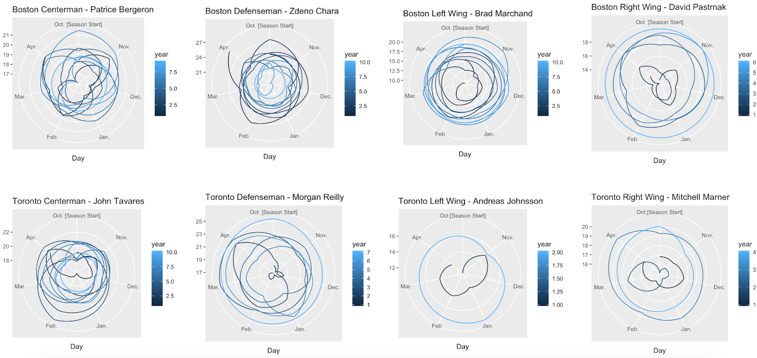 Boston Centerman - Patrice Bergeron
Oct. [Season Start]
Nov.
Dec.
Jan.
Feb.
Mar.
Apr.
21
20
19
18
17
Day
year
7.5
5.0
2.5
Boston Defenseman - Zdeno Chara
Oct. [Season Start]
Nov.
Dec.
Jan.
Feb.
Mar.
Apr.
27
24
21
Day
year
10.0
7.5
5.0
2.5
Boston Left Wing - Brad Marchand
Oct. [Season Start]
Nov.
Dec.
Jan.
Feb.
Mar.
Apr.
20.0
17.5
15.0
12.5
10.0
Day
year
10.0
7.5
5.0
2.5
Boston Right Wing - David Pastrnak
Oct. [Season Start]
Nov.
Dec.
Jan.
Feb.
Mar.
Apr.
18
16
14
Day
year
6
5
4
3
2
1
Toronto Centerman - John Tavares
Oct. [Season Start]
Nov.
Dec.
Jan.
Feb.
Mar.
Apr.
22
20
18
Day
year
10.0
7.5
5.0
2.5
Toronto Defenseman - Morgan Reilly
Oct. [Season Start]
Nov.
Dec.
Jan.
Feb.
Mar.
Apr.
25
23
21
19
17
Day
year
7
6
5
4
3
2
1
Toronto Left Wing - Andreas Johnsson
Oct. [Season Start]
Nov.
Dec.
Jan.
Feb.
Mar.
Apr.
16
14
12
Day
year
2.00
1.75
1.50
1.25
1.00
Toronto Right Wing - Mitchell Marner
Oct. [Season Start]
Nov.
Dec.
Jan.
Feb.
Mar.
Apr.
20
19
18
17
16
Day
year
4
3
2
1